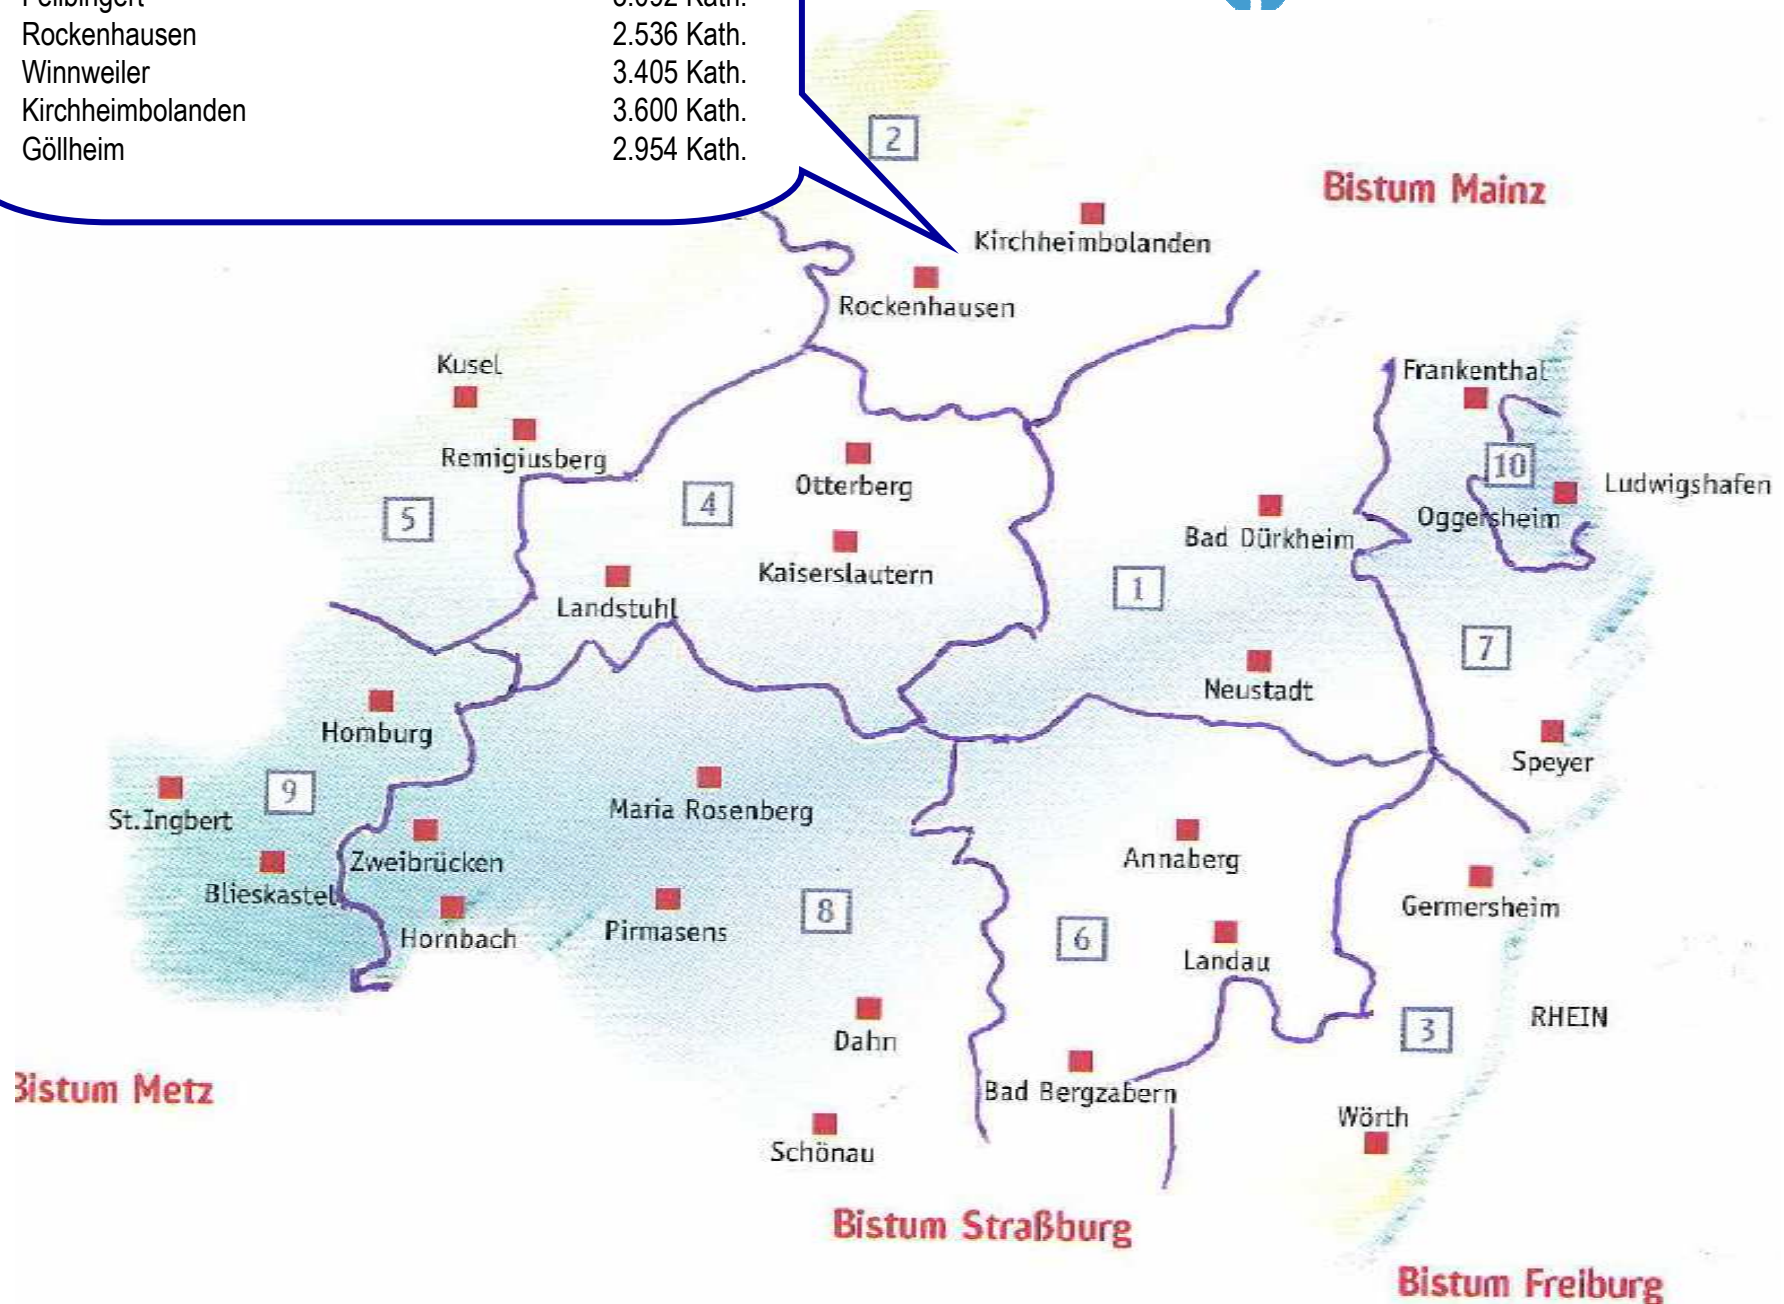 Rockenhausen 2.536 Kath.
Winnweiler 3.405 Kath.
Kirchheimbolanden 3.600 Kath.
Göllheim 2.954 Kath.
2
Bistum Mainz
Kirchheimbolanden
Rockenhausen
Kusel
Frankenthal
Remigiusberg
Otterberg
10
Ludwigshafen
5
4
Oggersheim
Bad Dürkheim
Kaiserslautern
1
Landstuhl
7
Neustadt
Homburg
Speyer
9
St.Ingbert
Maria Rosenberg
Zweibrücken
Annaberg
Blieskastel
Germersheim
8
Pirmasens
Hornbach
6
Landau
RHEIN
3
Dahn
Bistum Metz
Bad Bergzabern
Wörth
Schönau
Bistum Straßburg
Bistum Freiburg